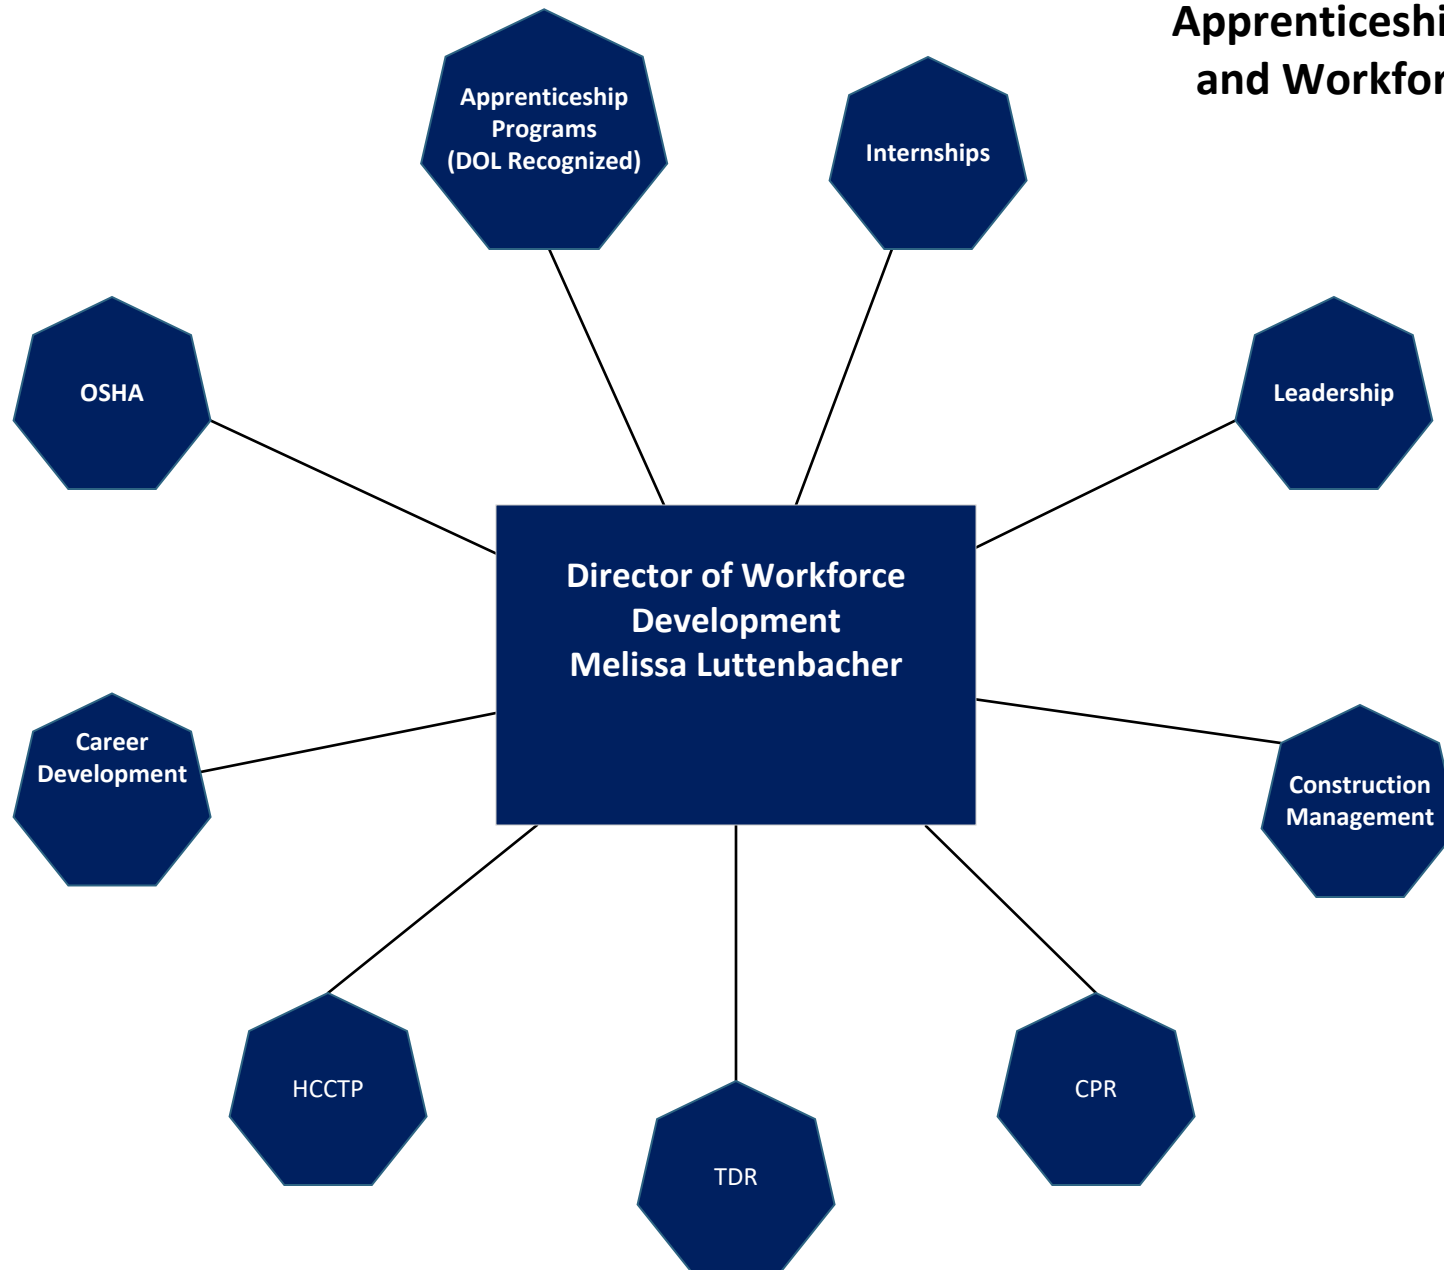 Apprenticeshi
and Workfor
Apprenticeship
Programs
(DOL Recognized)
Internships
OSHA
Leadership
Director of Workforce
Development
Melissa Luttenbacher
Career
Development
Construction
Management
HCCTP
CPR
TDR